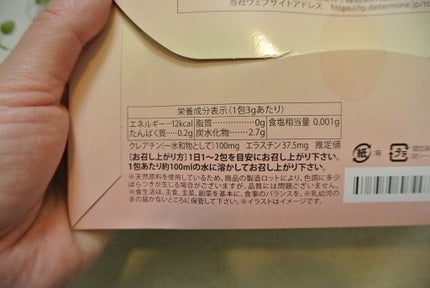 当社ウェブサイトアドレス https://lp.determine.jp/to
栄養成分表示(1包3gあたり)
エネルギー…12kcal 脂質…………0g 食塩相当量 0.001g
たんぱく質…0.2g 炭水化物……2.7g
クレアチン(一水和物として)100mg エラスチン37.5mg 推定値
【お召し上がり方】1日1〜2包を目安にお召し上がり下さい。
1包あたり約100mlの水に溶かしてお召し上がり下さい。
※天然原料を使用しているため、商品の製造ロットにより、色調に多少
ばらつきが生じる場合がございますが、品質には問題ございません。
※食生活は、主食、主菜、副菜を基本に、食事のバランスを。※乳幼児の
手の届かないところに保管して下さい。※イラストはイメージです。
紙
箱
プラ